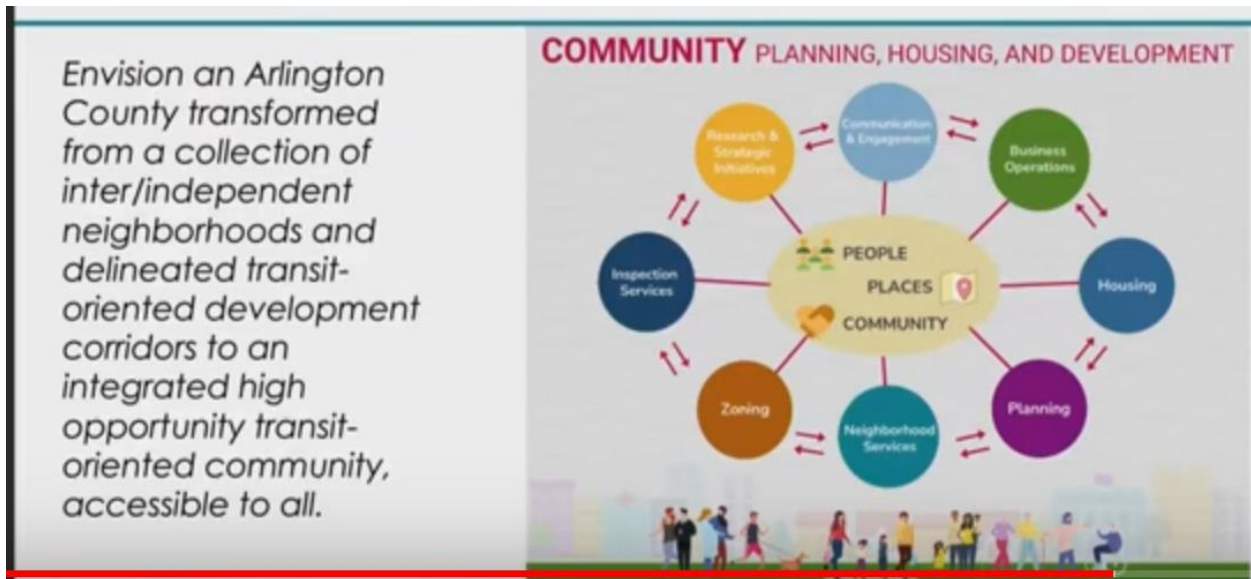 Envision an Arlington
County transformed
from a collection of
inter/independent
neighborhoods and
delineated transit-
oriented development
corridors to an
integrated high
opportunity transit-
oriented community,
accessible to all.
COMMUNITY PLANNING, HOUSING, AND DEVELOPMENT
Research &
Strategic
Initiatives
Communication
& Engagement
Business
Operations
Inspection
Services
PEOPLE
PLACES
COMMUNITY
Housing
Zoning
Neighborhood
Services
Planning